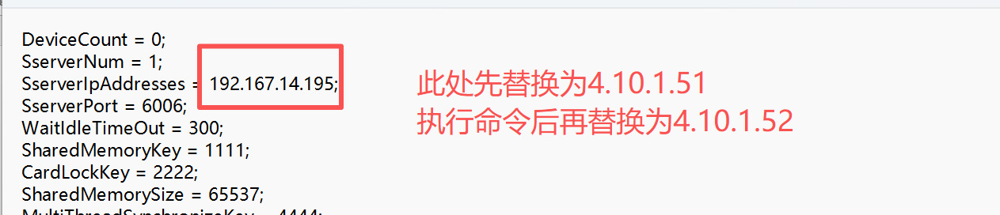 DeviceCount = 0;
SserverNum = 1;
SserverIpAddresses = 192.167.14.195;
SserverPort = 6006;
WaitIdleTimeOut = 300;
SharedMemoryKey = 1111;
CardLockKey = 2222;
SharedMemorySize = 65537;
MultiThreadSynchronizeKey = 4444;
此处先替换为4.10.1.51
执行命令后再替换为4.10.1.52